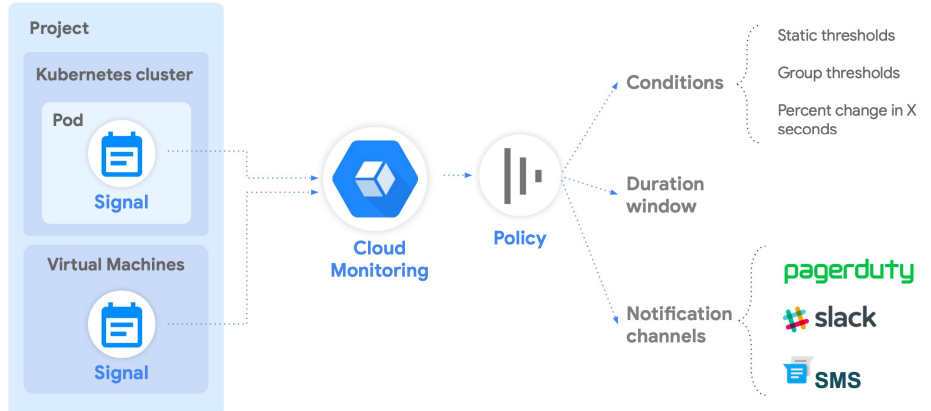 Project
Kubernetes cluster
Pod
Signal
Virtual Machines
Signal
Cloud
Monitoring
Policy
Conditions
Static thresholds
Group thresholds
Percent change in X
seconds
Duration
window
Notification
channels
pagerduty
slack
SMS